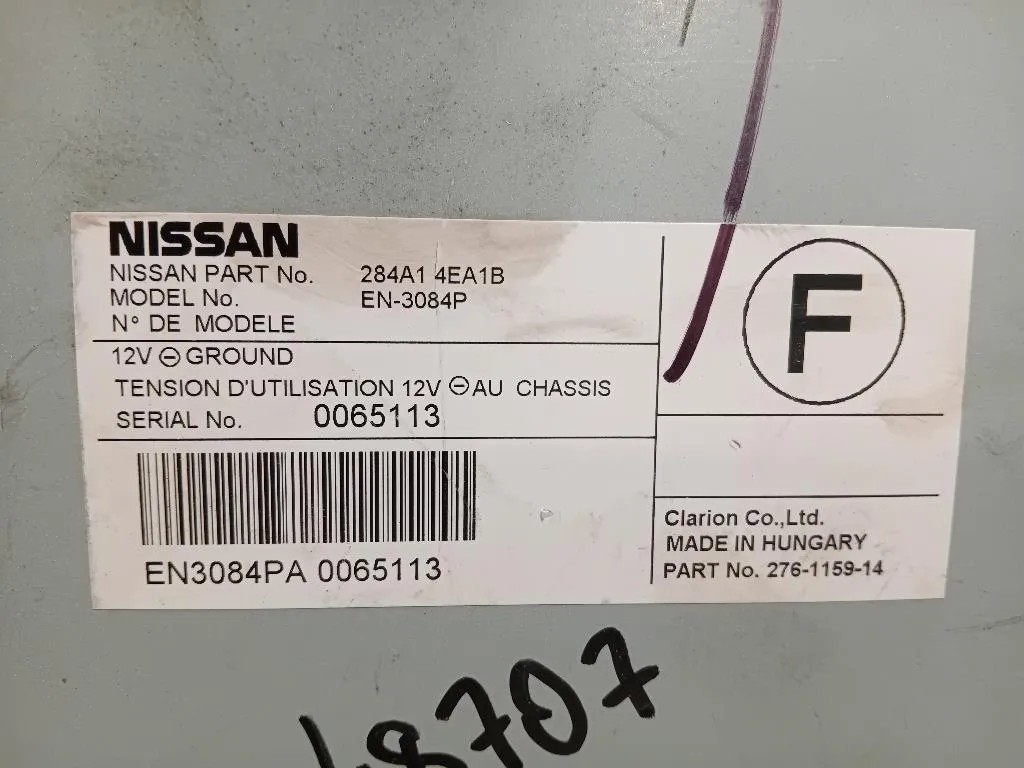 NISSAN
NISSAN PART No. 284A1 4EA1B
MODEL No. EN-3084P
N° DE MODELE
12V ⊖ GROUND
TENSION D'UTILISATION 12V ⊖ AU CHASSIS
SERIAL No. 0065113
EN3084PA 0065113
F
Clarion Co.,Ltd.
MADE IN HUNGARY
PART No. 276-1159-14